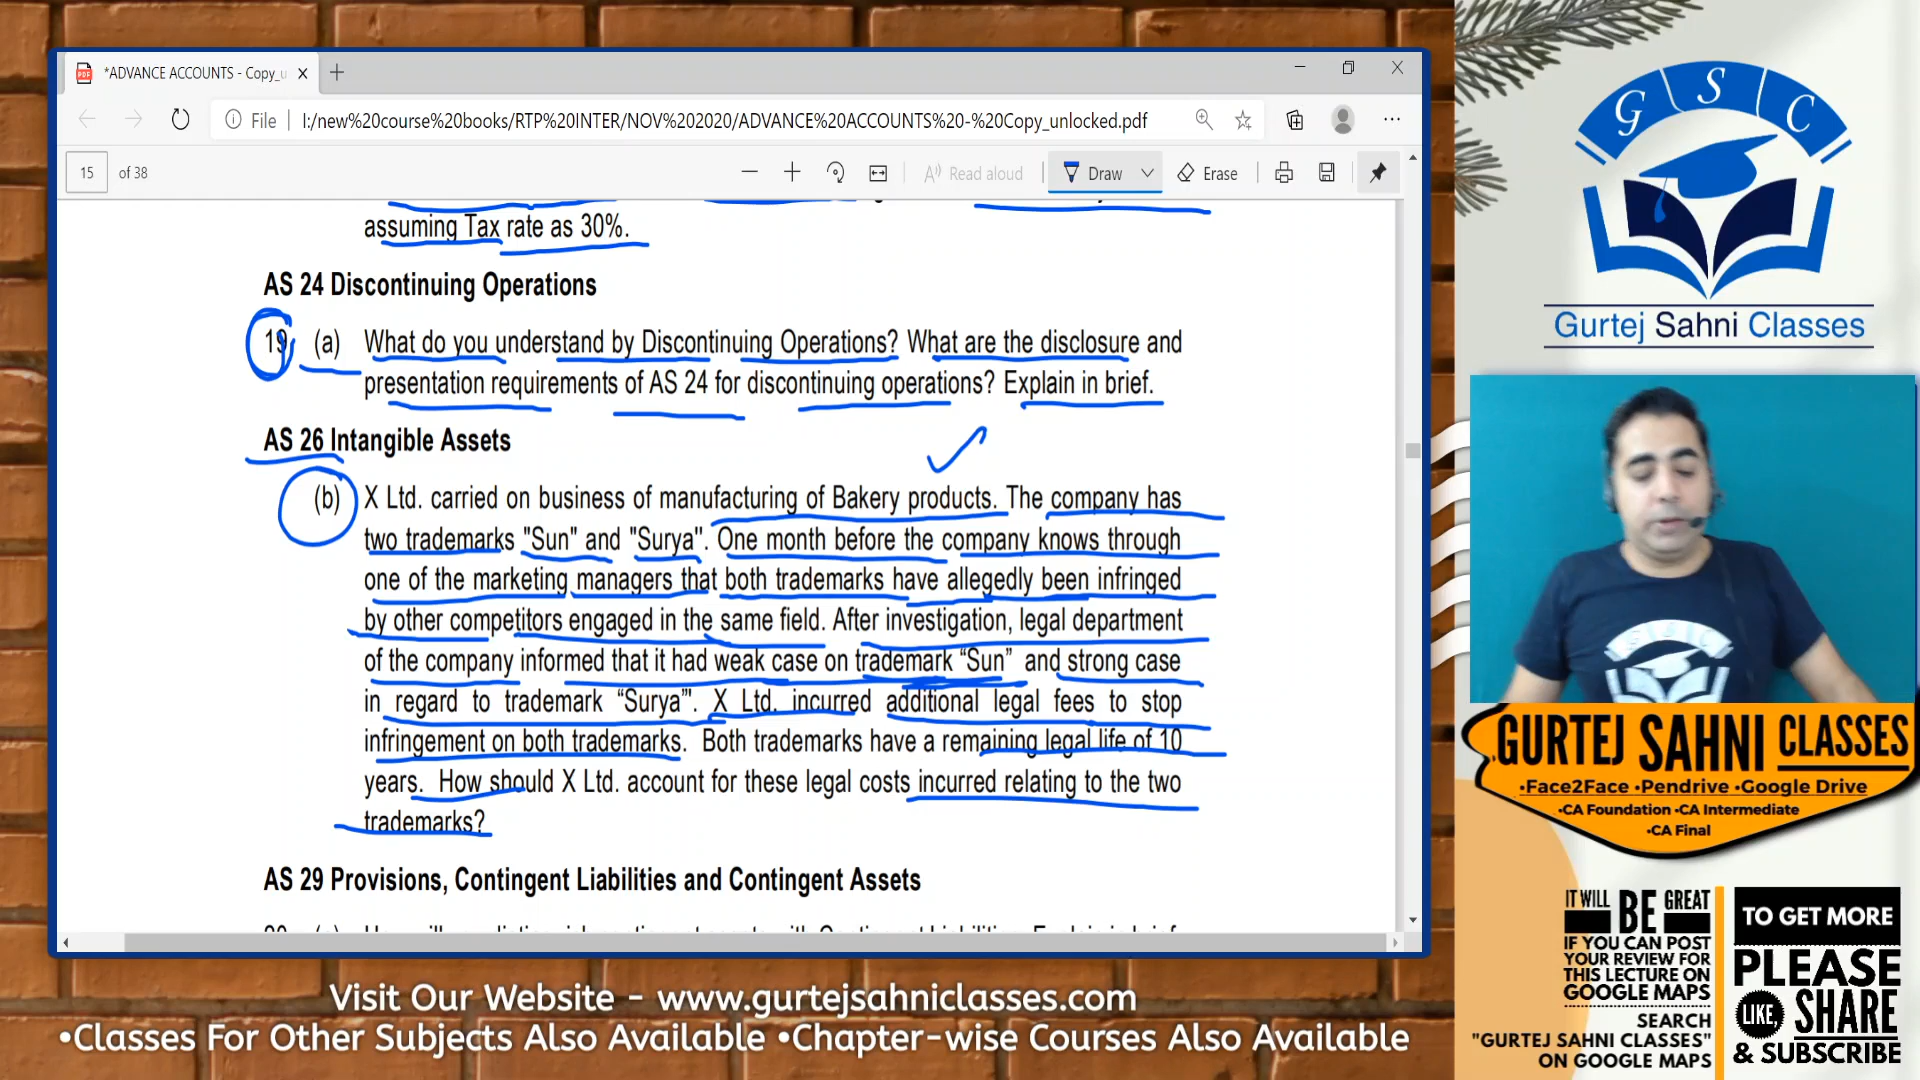 *ADVANCE ACCOUNTS - Copy_u
File
I:/new%20course%20books/RTP%20INTER/NOV%202020/ADVANCE%20ACCOUNTS%20-%20Copy_unlocked.pdf
15 of 38
Read aloud
Draw
Erase
assuming Tax rate as 30%.
AS 24 Discontinuing Operations
19 (a) What do you understand by Discontinuing Operations? What are the disclosure and
presentation requirements of AS 24 for discontinuing operations? Explain in brief.
AS 26 Intangible Assets
(b) X Ltd. carried on business of manufacturing of Bakery products. The company has
two trademarks "Sun" and "Surya". One month before the company knows through
one of the marketing managers that both trademarks have allegedly been infringed
by other competitors engaged in the same field. After investigation, legal department
of the company informed that it had weak case on trademark “Sun” and strong case
in regard to trademark “Surya”'. X Ltd. incurred additional legal fees to stop
infringement on both trademarks. Both trademarks have a remaining legal life of 10
years. How should X Ltd. account for these legal costs incurred relating to the two
trademarks?
AS 29 Provisions, Contingent Liabilities and Contingent Assets
GSC
Gurtej Sahni Classes
GSC
GURTEJ SAHNI CLASSES
•Face2Face •Pendrive •Google Drive
•CA Foundation •CA Intermediate
•CA Final
IT WILL BE GREAT
IF YOU CAN POST
YOUR REVIEW FOR
THIS LECTURE ON
GOOGLE MAPS
SEARCH
"GURTEJ SAHNI CLASSES"
ON GOOGLE MAPS
TO GET MORE
PLEASE
LIKE, SHARE
& SUBSCRIBE
Visit Our Website - www.gurtejsahniclasses.com
•Classes For Other Subjects Also Available •Chapter-wise Courses Also Available